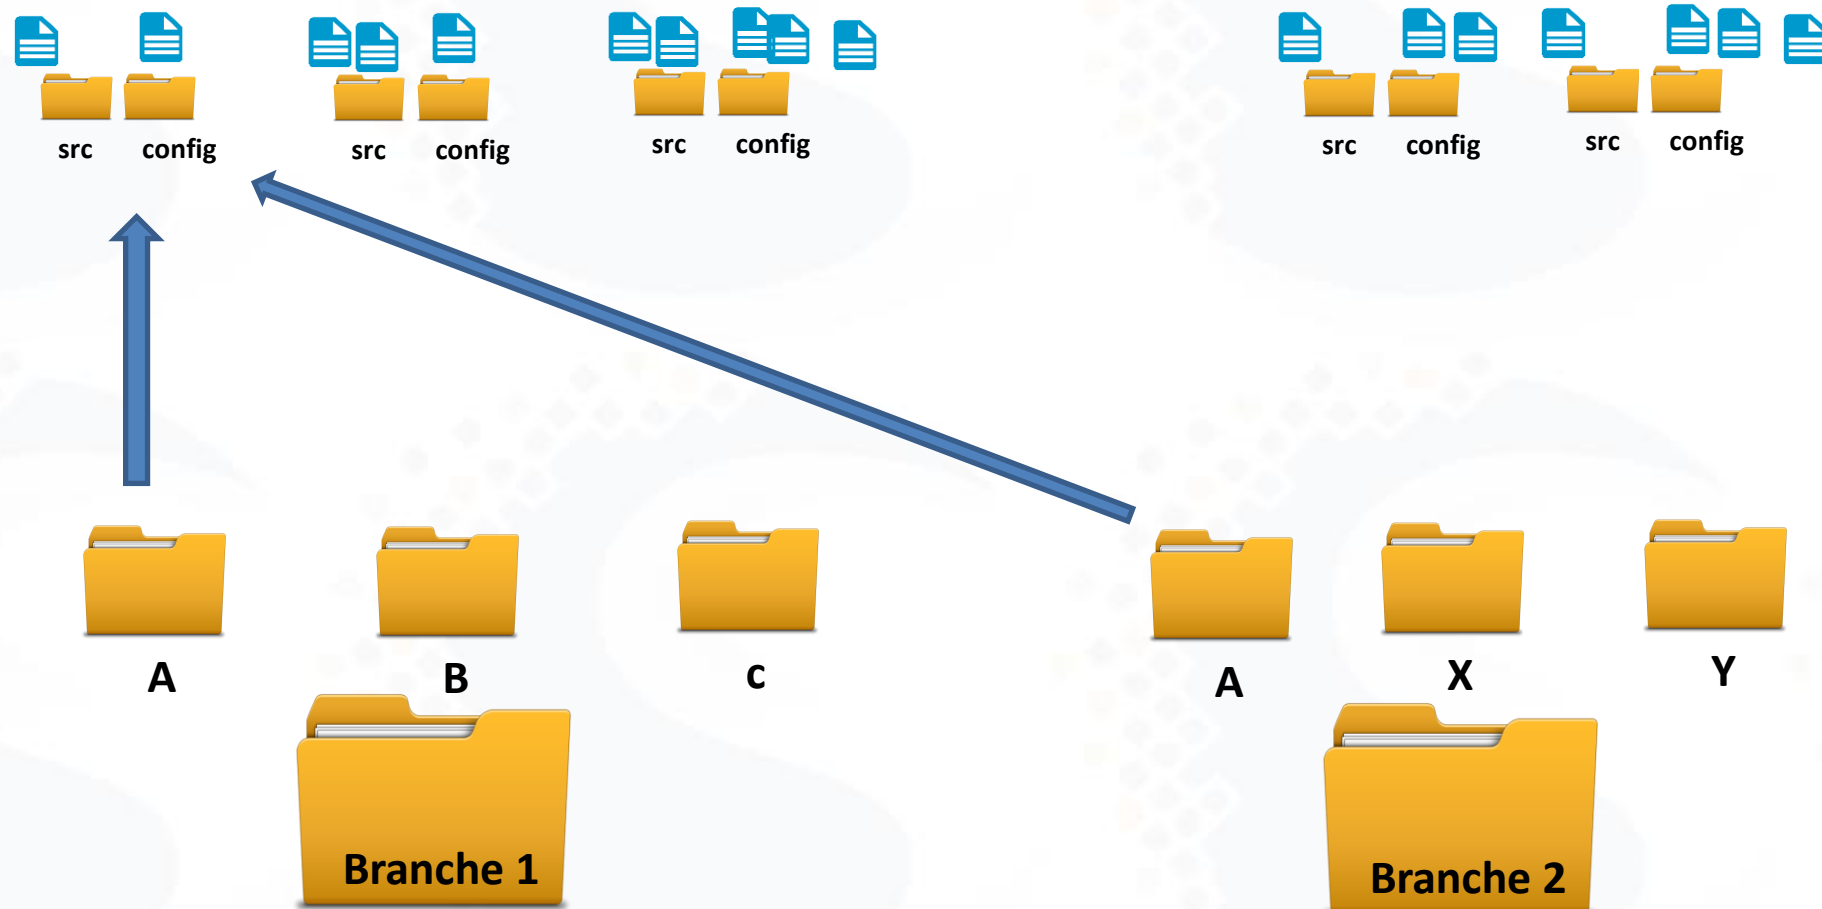 src config
src config
src config
src config
src config
A
B
c
A
X
Y
Branche 1
Branche 2